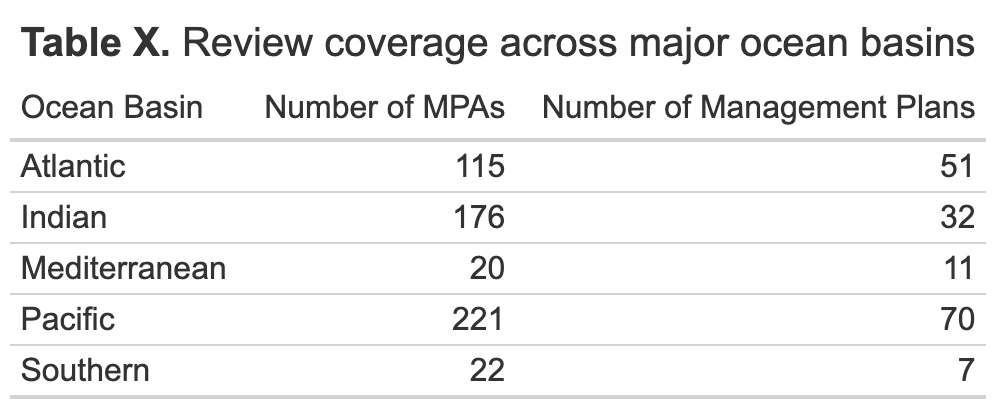 Table X. Review coverage across major ocean basins
Ocean Basin Number of MPAs Number of Management Plans
Atlantic 115 51
Indian 176 32
Mediterranean 20 11
Pacific 221 70
Southern 22 7